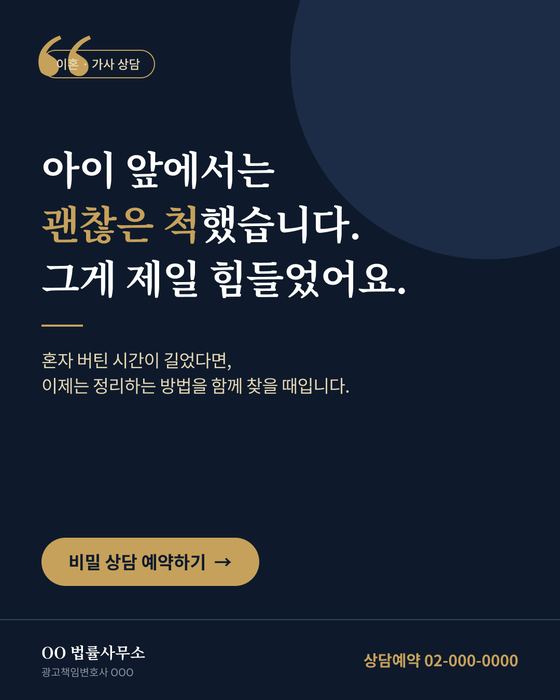 “
이혼 · 가사 상담
아이 앞에서는
괜찮은 척했습니다.
그게 제일 힘들었어요.
혼자 버틴 시간이 길었다면,
이제는 정리하는 방법을 함께 찾을 때입니다.
비밀 상담 예약하기 →
OO 법률사무소
광고책임변호사 OOO
상담예약 02-000-0000